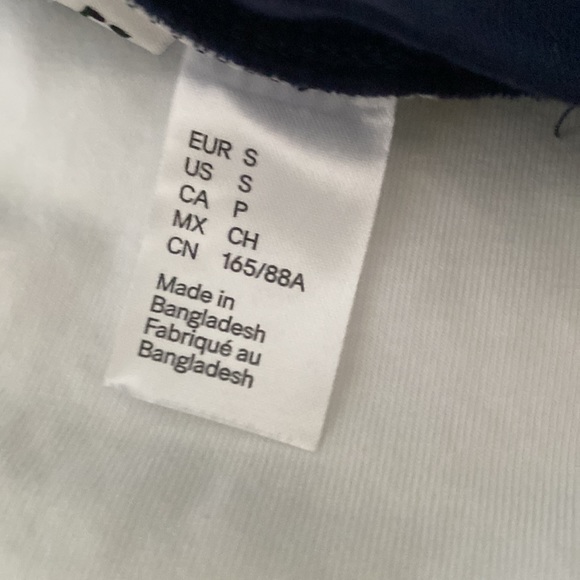 EUR S
US S
CA P
MX CH
CN 165/88A
Made in
Bangladesh
Fabriqué au
Bangladesh